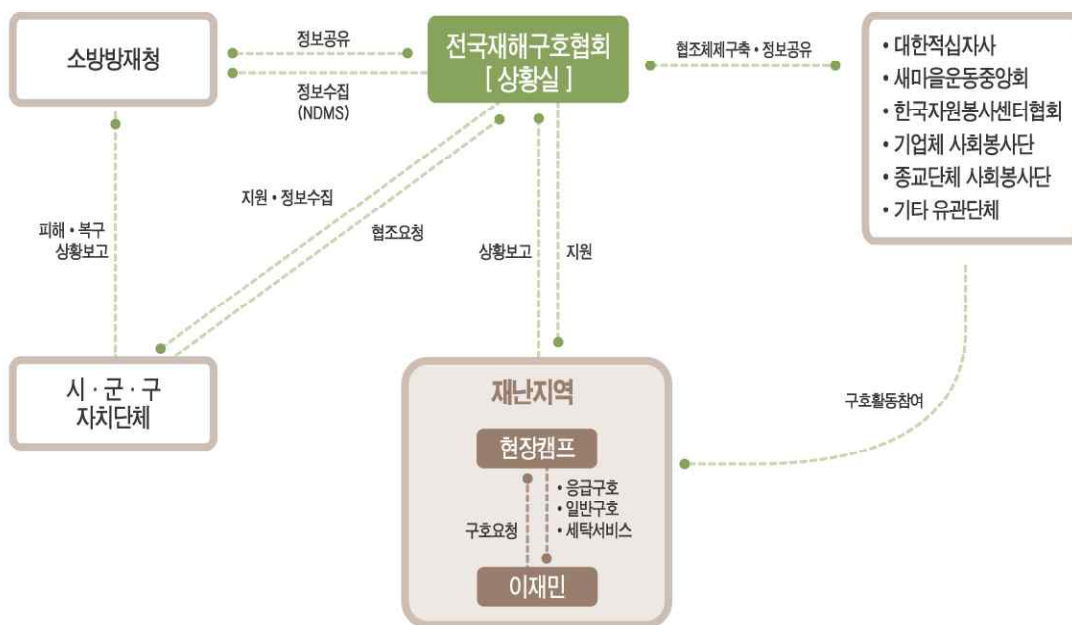 소방방재청
정보공유
정보수집
(NDMS)
전국재해구호협회
[ 상황실 ]
협조체제구축 • 정보공유
• 대한적십자사
• 새마을운동중앙회
• 한국자원봉사센터협회
• 기업체 사회봉사단
• 종교단체 사회봉사단
• 기타 유관단체
피해 • 복구
상황보고
지원 • 정보수집
협조요청
상황보고
지원
구호활동참여
시 · 군 · 구
자치단체
재난지역
현장캠프
구호요청
• 응급구호
• 일반구호
• 세탁서비스
이재민